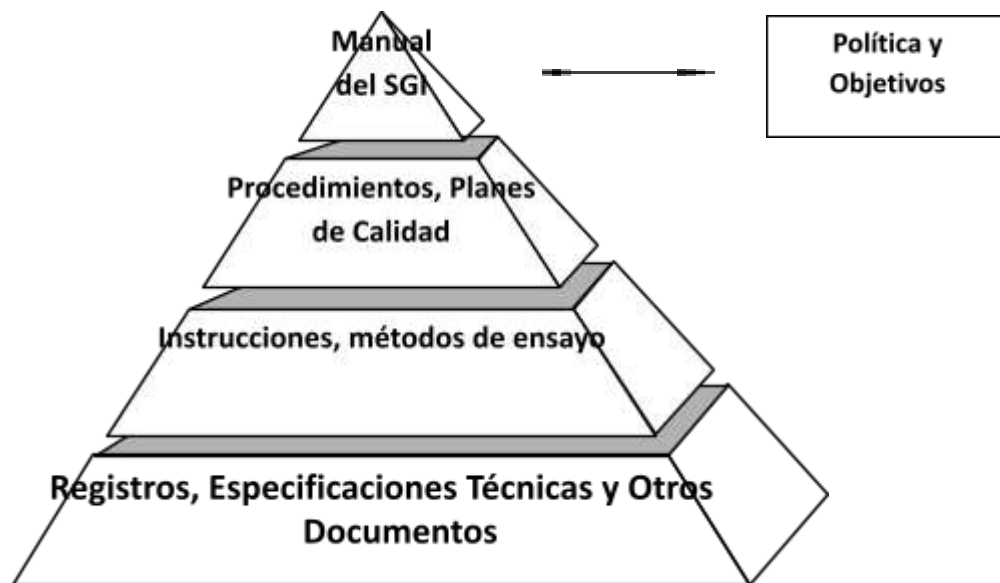 Manual
del SGI
Política y
Objetivos
Procedimientos, Planes
de Calidad
Instrucciones, métodos de ensayo
Registros, Especificaciones Técnicas y Otros
Documentos